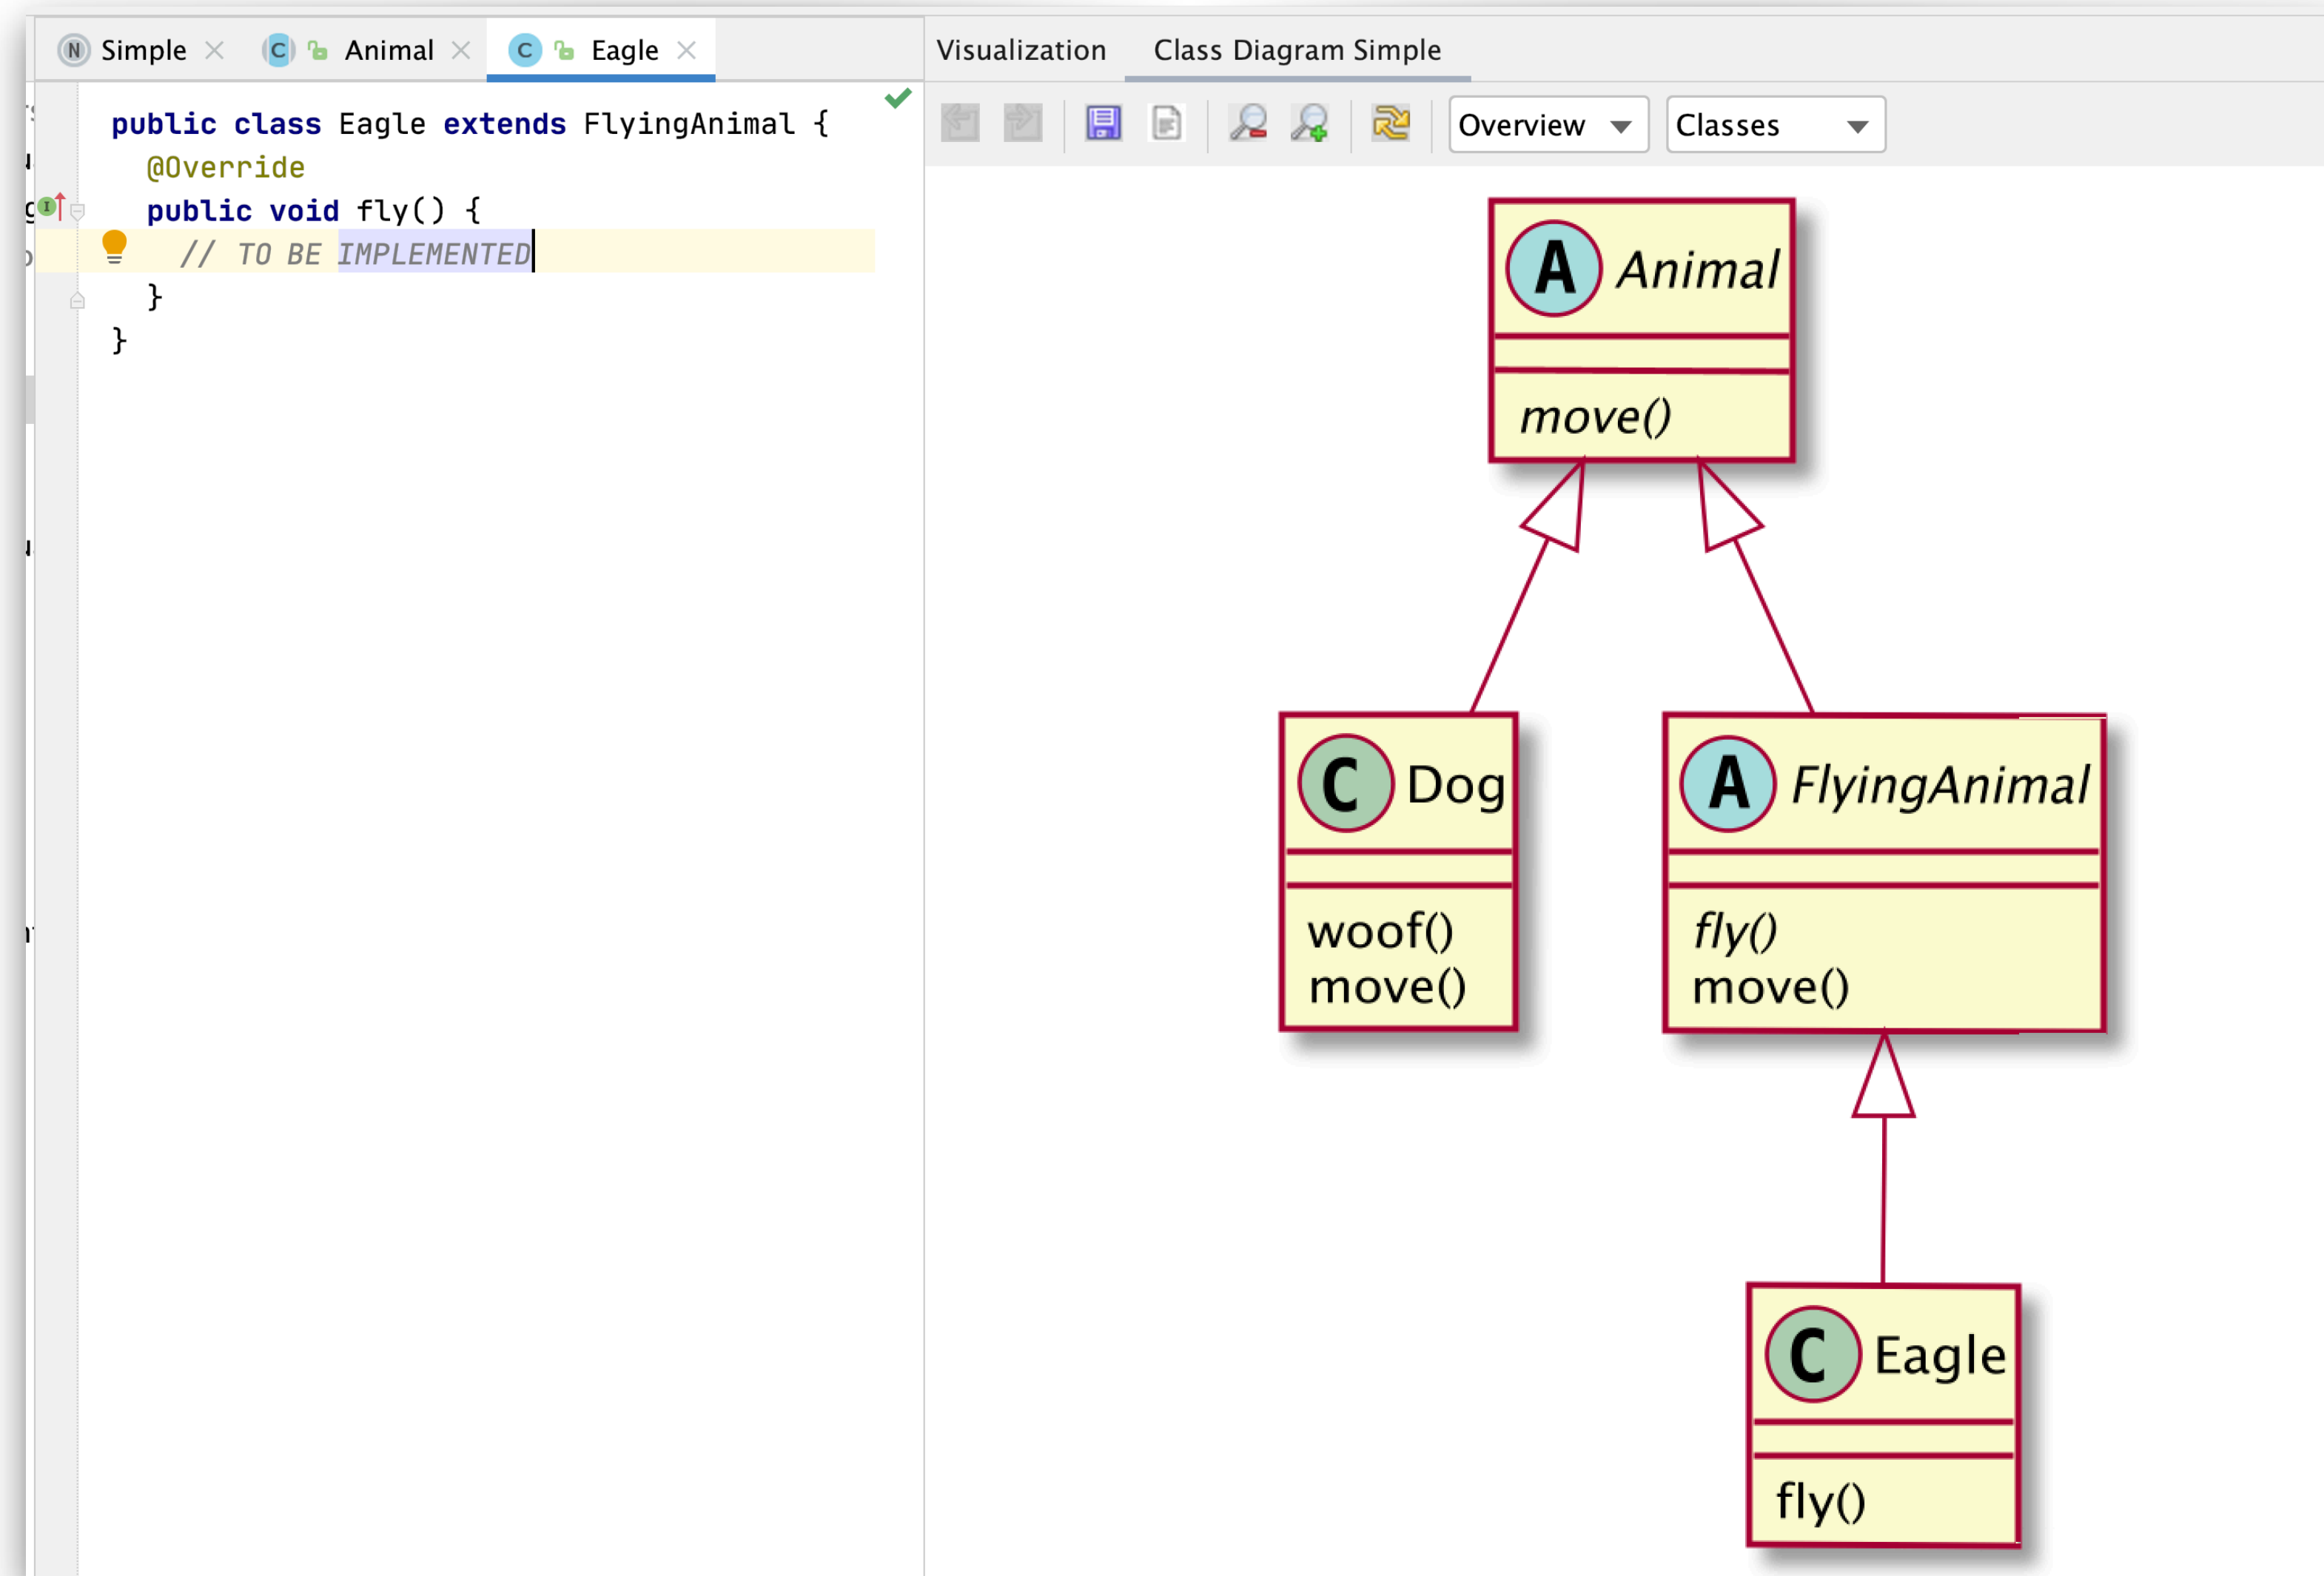 N Simple
C Animal
C Eagle
Visualization
Class Diagram Simple
Overview
Classes
public class Eagle extends FlyingAnimal {
@Override
public void fly() {
// TO BE IMPLEMENTED
}
}
A Animal
move()
C Dog
woof()
move()
A FlyingAnimal
fly()
move()
C Eagle
fly()